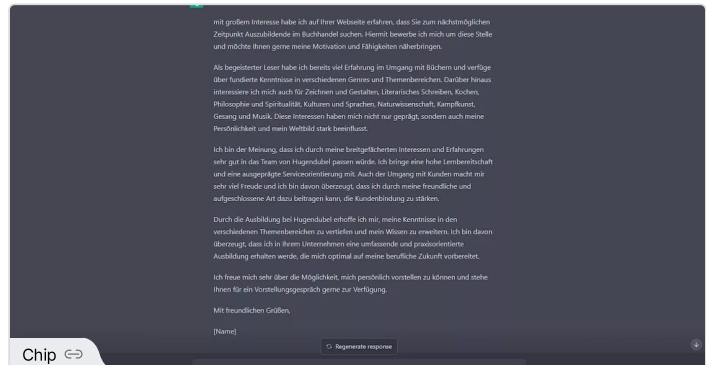 mit großem Interesse habe ich auf Ihrer Webseite erfahren, dass Sie zum nächstmöglichen
Zeitpunkt Auszubildende im Buchhandel suchen. Hiermit bewerbe ich mich um diese Stelle
und möchte Ihnen gerne meine Motivation und Fähigkeiten näherbringen.
Als begeisterter Leser habe ich bereits viel Erfahrung im Umgang mit Büchern und verfüge
über fundierte Kenntnisse in verschiedenen Genres und Themenbereichen. Darüber hinaus
interessiere ich mich auch für Zeichnen und Gestalten, Literarisches Schreiben, Kochen,
Philosophie und Spiritualität, Kulturen und Sprachen, Naturwissenschaft, Kampfkunst,
Gesang und Musik. Diese Interessen haben mich nicht nur geprägt, sondern auch meine
Persönlichkeit und mein Weltbild stark beeinflusst.
Ich bin der Meinung, dass ich durch meine breitgefächerten Interessen und Erfahrungen
sehr gut in das Team von Hugendubel passen würde. Ich bringe eine hohe Lernbereitschaft
und eine ausgeprägte Serviceorientierung mit. Auch der Umgang mit Kunden macht mir
sehr viel Freude und ich bin davon überzeugt, dass ich durch meine freundliche und
aufgeschlossene Art dazu beitragen kann, die Kundenbindung zu stärken.
Durch die Ausbildung bei Hugendubel erhoffe ich mir, meine Kenntnisse in den
verschiedenen Themenbereichen zu vertiefen und mein Wissen zu erweitern. Ich bin davon
überzeugt, dass ich in Ihrem Unternehmen eine umfassende und praxisorientierte
Ausbildung erhalten werde, die mich optimal auf meine berufliche Zukunft vorbereitet.
Ich freue mich sehr über die Möglichkeit, mich persönlich vorstellen zu können und stehe
Ihnen für ein Vorstellungsgespräch gerne zur Verfügung.
Mit freundlichen Grüßen,
[Name]
Regenerate response
Chip